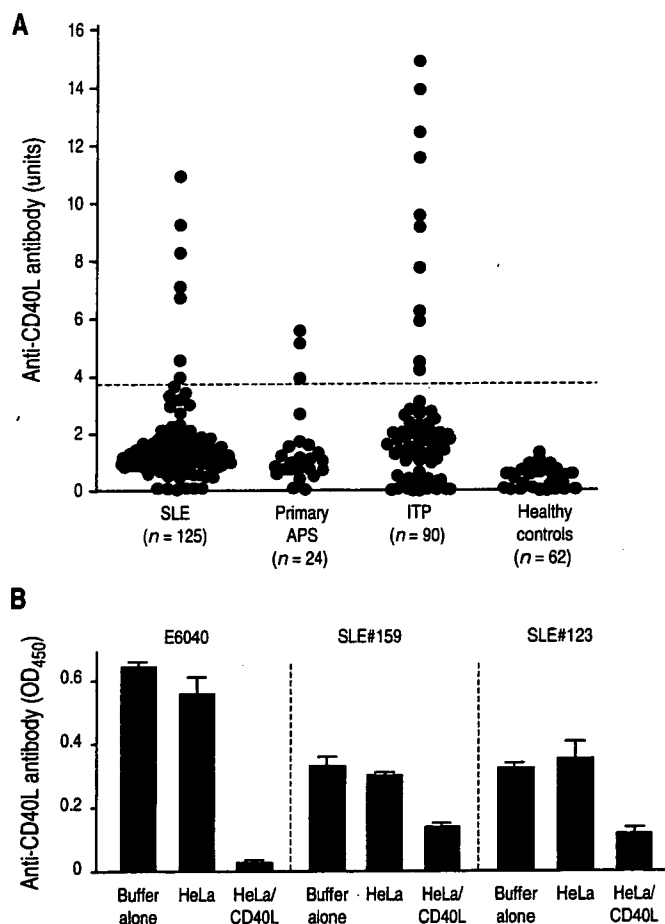 A
16
14
12
10
8
6
4
2
0
Anti-CD40L antibody (units)
SLE
(n = 125)
Primary
APS
(n = 24)
ITP
(n = 90)
Healthy
controls
(n = 62)
B
E6040 SLE#159 SLE#123
0.6
0.4
0.2
0
Anti-CD40L antibody (OD450)
Buffer alone
HeLa
HeLa/ CD40L
Buffer alone
HeLa
HeLa/ CD40L
Buffer alone
HeLa
HeLa/ CD40L